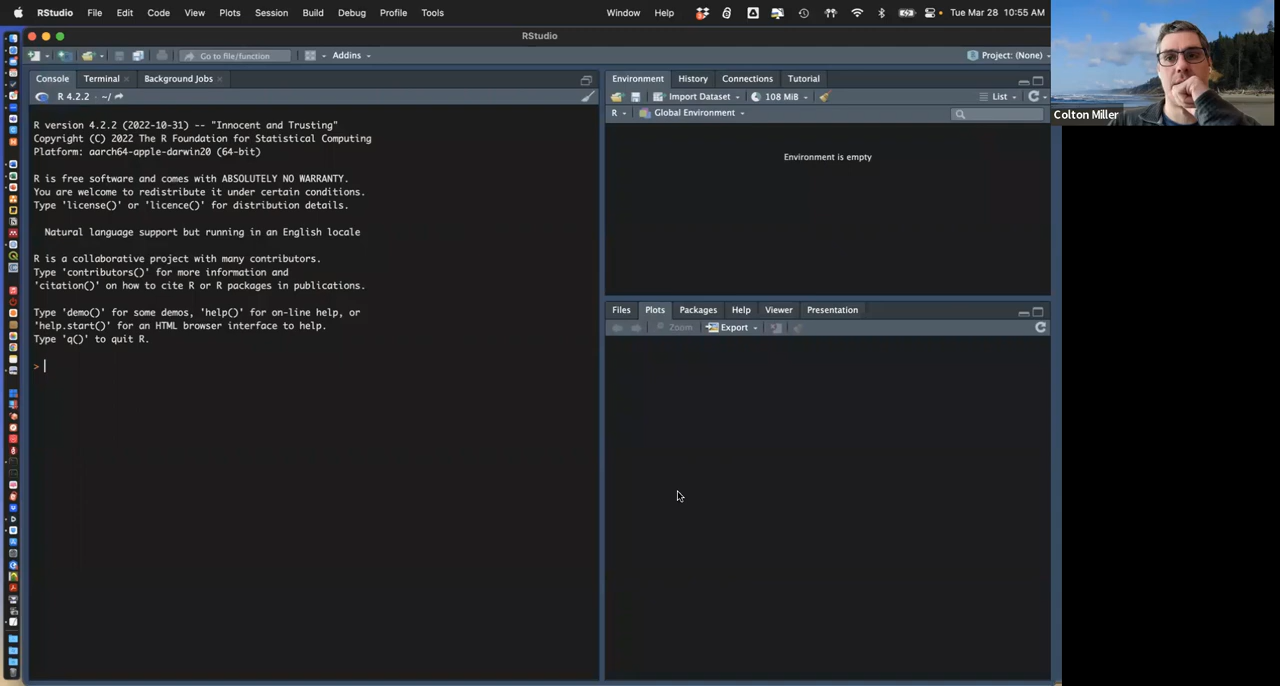 RStudio File Edit Code View Plots Session Build Debug Profile Tools Window Help Tue Mar 28 10:55 AM
RStudio
Go to file/function Addins Project: (None)
Console Terminal Background Jobs
R 4.2.2 · ~/
R version 4.2.2 (2022-10-31) -- "Innocent and Trusting"
Copyright (C) 2022 The R Foundation for Statistical Computing
Platform: aarch64-apple-darwin20 (64-bit)
R is free software and comes with ABSOLUTELY NO WARRANTY.
You are welcome to redistribute it under certain conditions.
Type 'license()' or 'licence()' for distribution details.
Natural language support but running in an English locale
R is a collaborative project with many contributors.
Type 'contributors()' for more information and
'citation()' on how to cite R or R packages in publications.
Type 'demo()' for some demos, 'help()' for on-line help, or
'help.start()' for an HTML browser interface to help.
Type 'q()' to quit R.
>
Environment History Connections Tutorial
Import Dataset 108 MiB List
R Global Environment
Environment is empty
Files Plots Packages Help Viewer Presentation
Zoom Export
Colton Miller